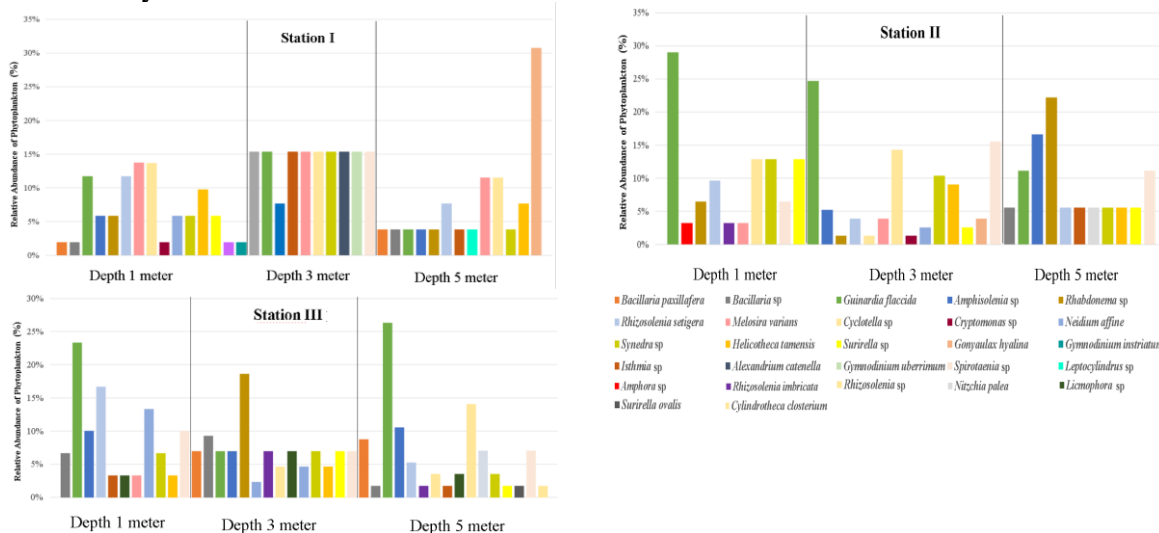 Station I
Relative Abundance of Phytoplankton (%)
35%
30%
25%
20%
15%
10%
5%
0%
Depth 1 meter
Depth 3 meter
Depth 5 meter
Station II
Relative Abundance of Phytoplankton (%)
35%
30%
25%
20%
15%
10%
5%
0%
Depth 1 meter
Depth 3 meter
Depth 5 meter
Station III
Relative Abundance of Phytoplankton (%)
30%
25%
20%
15%
10%
5%
0%
Depth 1 meter
Depth 3 meter
Depth 5 meter
Bacillaria paxillafera
Bacillaria sp
Guinardia flaccida
Amphisolenia sp
Rhabdonema sp
Rhizosolenia setigera
Melosira varians
Cyclotella sp
Cryptomonas sp
Neidium affine
Synedra sp
Helicotheca tamensis
Surirella sp
Gonyaulax hyalina
Gymnodinium instriatus
Isthmia sp
Alexandrium catenella
Gymnodinium uberrimum
Spirotaenia sp
Leptocylindrus sp
Amphora sp
Rhizosolenia imbricata
Rhizosolenia sp
Nitzchia palea
Licmophora sp
Surirella ovalis
Cylindrotheca closterium